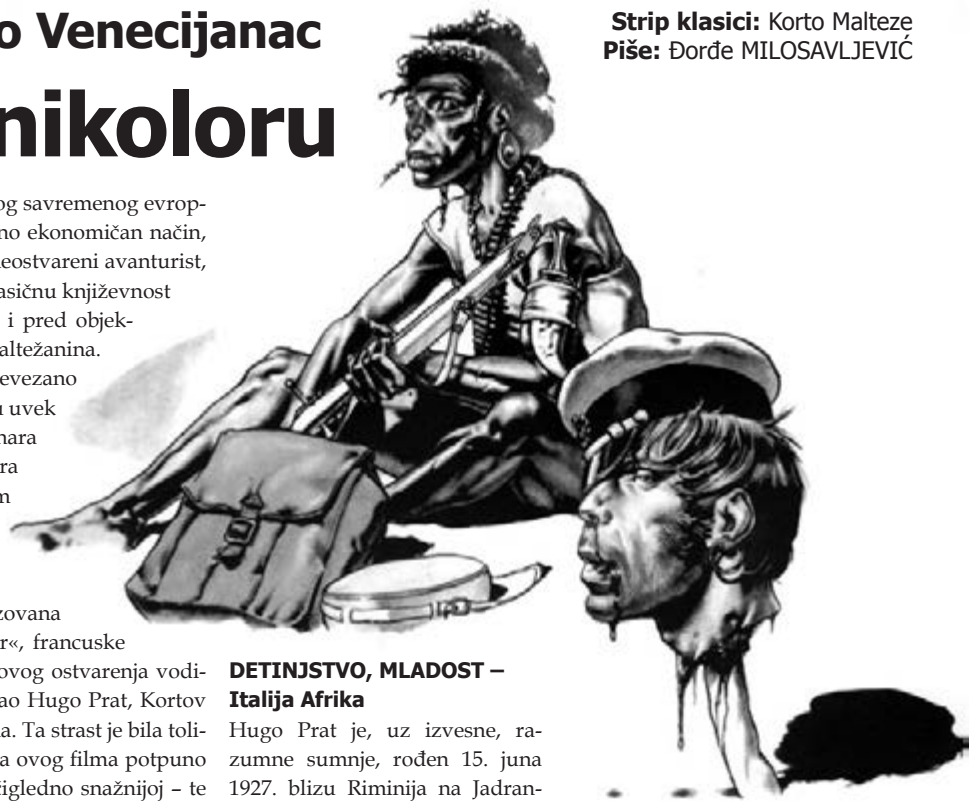 o Venecijanac
nikoloru
Strip klasici: Korto Malteze
Piše: Đorđe MILOSAVLJEVIĆ
og savremenog evrop-
no ekonomičan način,
eostvareni avanturist,
asičnu književnost
i pred objek-
altežanina.
evezano
u uvek
nara
ra
m
zovana
r«, francuske
ovog ostvarenja vodi-
ao Hugo Prat, Kortov
a. Ta strast je bila toli-
a ovog filma potpuno
čigledno snažnijoj – te
DETINJSTVO, MLADOST –
Italija Afrika
Hugo Prat je, uz izvesne, ra-
zumne sumnje, rođen 15. juna
1927. blizu Riminija na Jadran-